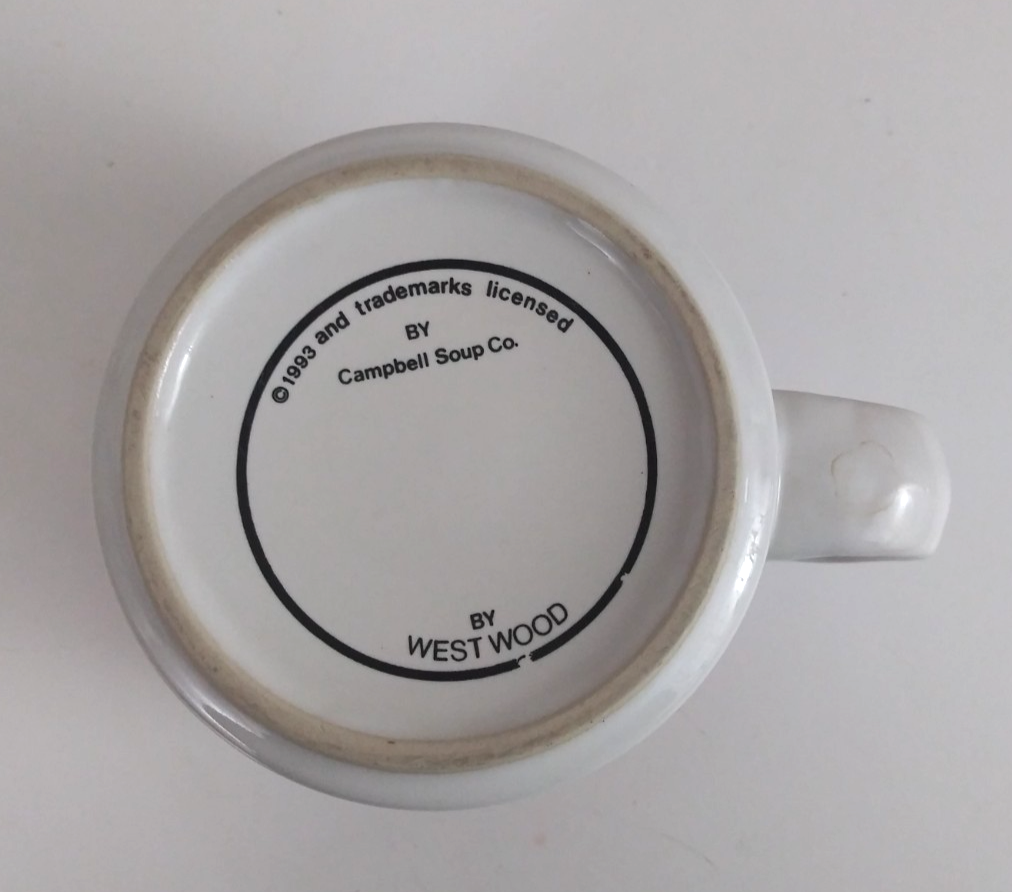 ©1993 and trademarks licensed
BY
Campbell Soup Co.
BY
WESTWOOD